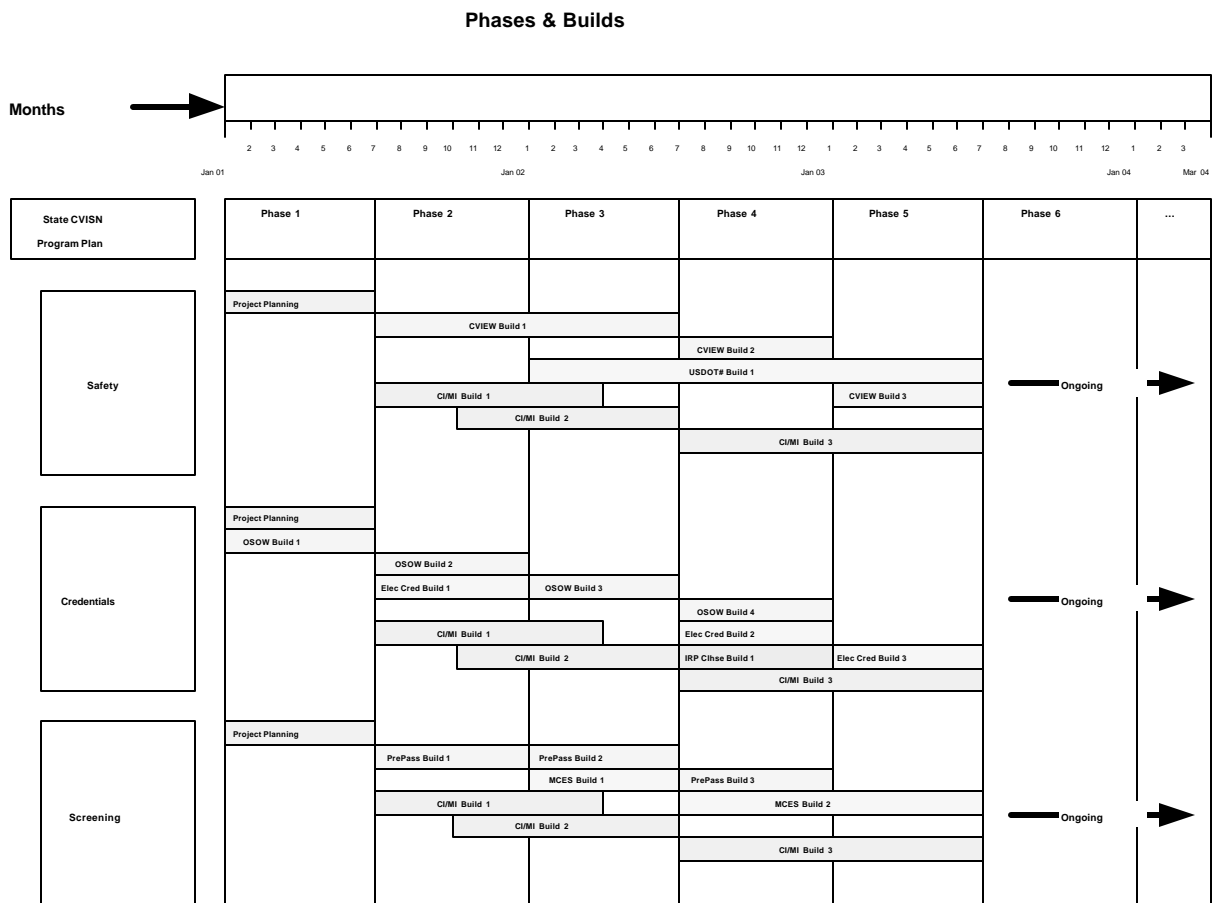 Phases & Builds
Months
2 3 4 5 6 7 8 9 10 11 12 1 2 3 4 5 6 7 8 9 10 11 12 1 2 3 4 5 6 7 8 9 10 11 12 1 2 3
Jan 01 Jan 02 Jan 03 Jan 04 Mar 04
State CVISN
Program Plan
Phase 1 Phase 2 Phase 3 Phase 4 Phase 5 Phase 6 ...
Safety
Project Planning
CVIEW Build 1
CVIEW Build 2
USDOT# Build 1
Ongoing
CI/MI Build 1 CVIEW Build 3
CI/MI Build 2
CI/MI Build 3
Credentials
Project Planning
OSOW Build 1
OSOW Build 2
Elec Cred Build 1 OSOW Build 3
Ongoing
OSOW Build 4
CI/MI Build 1 Elec Cred Build 2
CI/MI Build 2 IRP Clhse Build 1 Elec Cred Build 3
CI/MI Build 3
Screening
Project Planning
PrePass Build 1 PrePass Build 2
MCES Build 1 PrePass Build 3
CI/MI Build 1 MCES Build 2
Ongoing
CI/MI Build 2
CI/MI Build 3